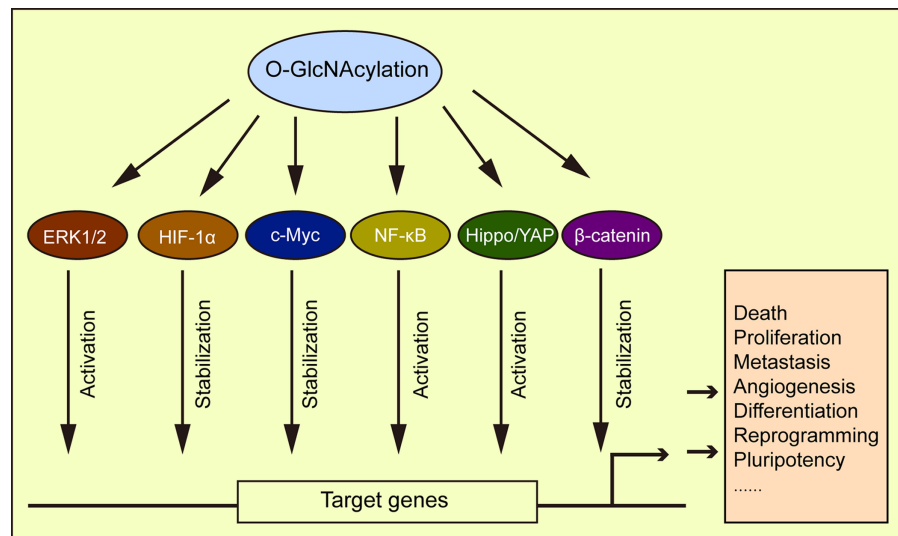 O-GlcNAcylation
ERK1/2
HIF-1α
c-Myc
NF-κB
Hippo/YAP
β-catenin
Activation
Stabilization
Stabilization
Activation
Activation
Stabilization
Target genes
Death
Proliferation
Metastasis
Angiogenesis
Differentiation
Reprogramming
Pluripotency
......